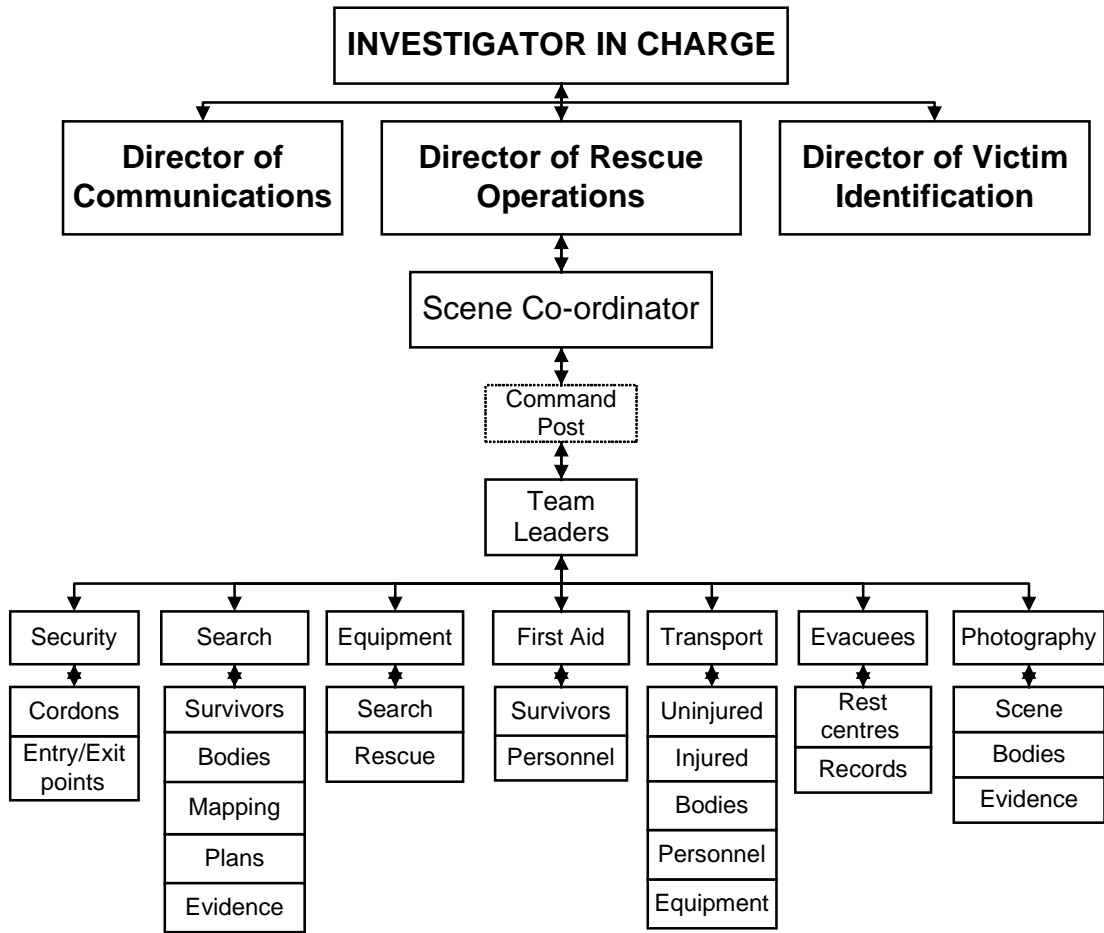 INVESTIGATOR IN CHARGE
Director of
Communications
Director of Rescue
Operations
Director of Victim
Identification
Scene Co-ordinator
Command
Post
Team
Leaders
Security
Search
Equipment
First Aid
Transport
Evacuees
Photography
Cordons
Entry/Exit
points
Survivors
Bodies
Mapping
Plans
Evidence
Search
Rescue
Survivors
Personnel
Uninjured
Injured
Bodies
Personnel
Equipment
Rest
centres
Records
Scene
Bodies
Evidence